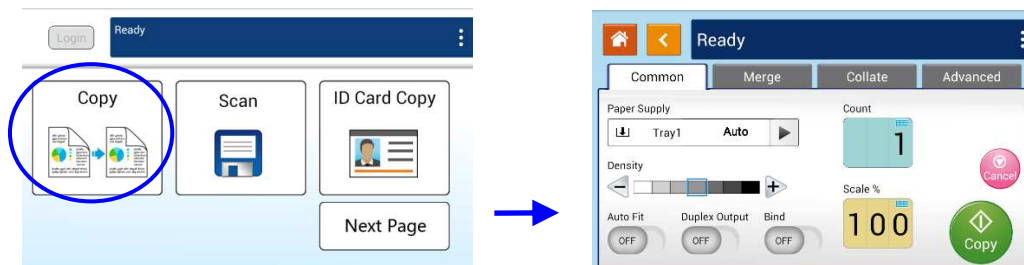 Login
Ready
Copy
Scan
ID Card Copy
Next Page
Ready
Common
Merge
Collate
Advanced
Paper Supply
Tray1
Auto
Count
1
Density
Cancel
Scale %
100
Auto Fit
Duplex Output
Bind
OFF
OFF
OFF
Copy